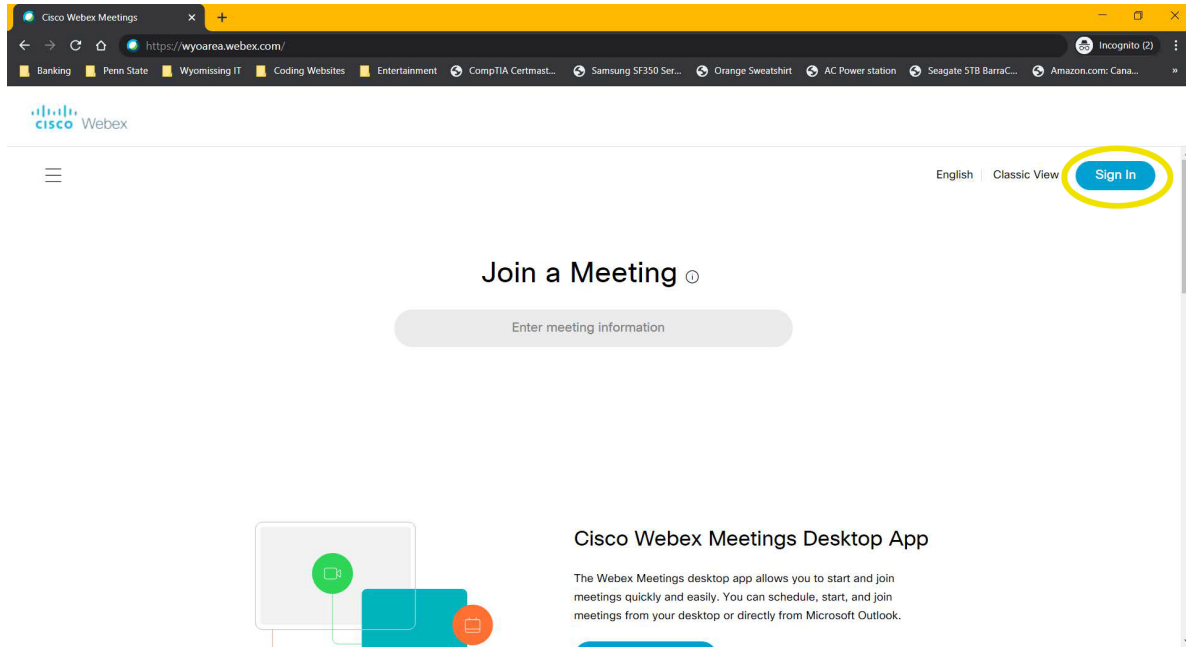 Cisco Webex Meetings
https://wyoarea.webex.com/
Incognito (2)
Banking Penn State Wyomissing IT Coding Websites Entertainment CompTIA Certmast... Samsung SF350 Ser... Orange Sweatshirt AC Power station Seagate 5TB BarraC... Amazon.com: Cana... »
cisco Webex
English Classic View Sign In
Join a Meeting
Enter meeting information
Cisco Webex Meetings Desktop App
The Webex Meetings desktop app allows you to start and join
meetings quickly and easily. You can schedule, start, and join
meetings from your desktop or directly from Microsoft Outlook.